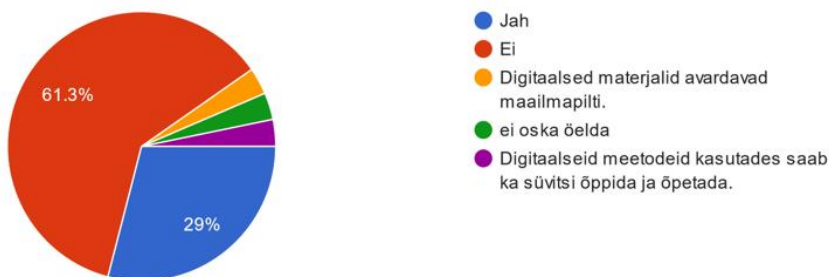 61.3%
29%
Jah
Ei
Digitaalsed materjalid avardavad
maailmapilti.
ei oska öelda
Digitaalseid meetodeid kasutades saab
ka süvitsi õppida ja õpetada.